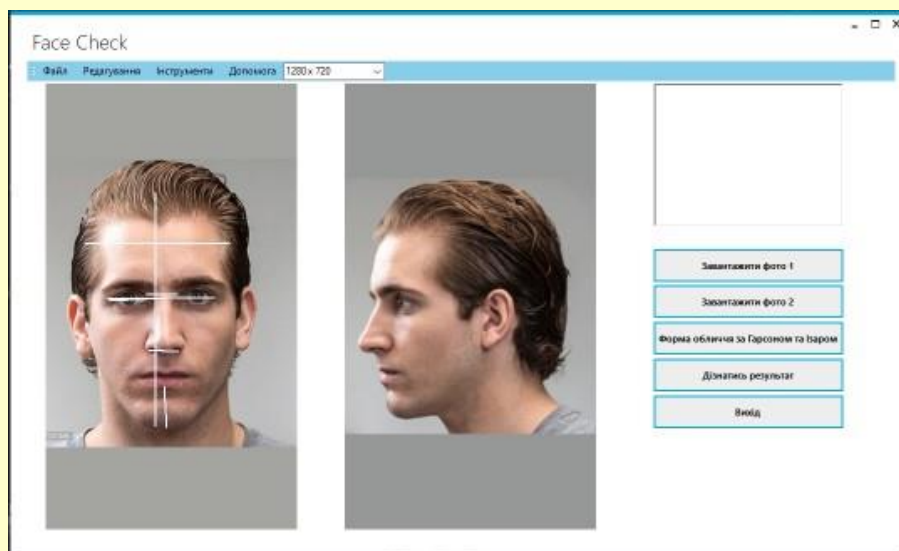 Face Check
Файл Редагування Інструменти Допомога 1280 x 720
Завантажити фото 1
Завантажити фото 2
Форма обличчя за Гарсоном та Ізаром
Дізнатись результат
Вихід